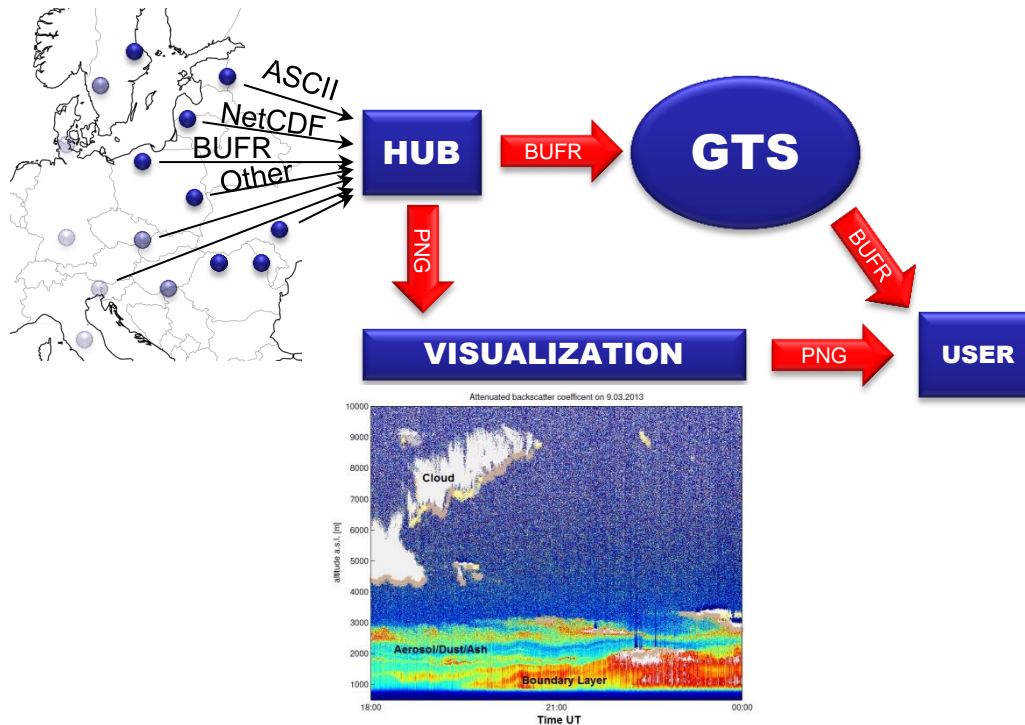 ASCII
NetCDF
BUFR
Other
HUB
BUFR
GTS
PNG
BUFR
VISUALIZATION
PNG
USER
Attenuated backscatter coefficent on 9.03.2013
altitude a.s.l. [m]
10000
9000
8000
7000
6000
5000
4000
3000
2000
1000
Cloud
Aerosol/Dust/Ash
Boundary Layer
18:00 21:00 00:00
Time UT